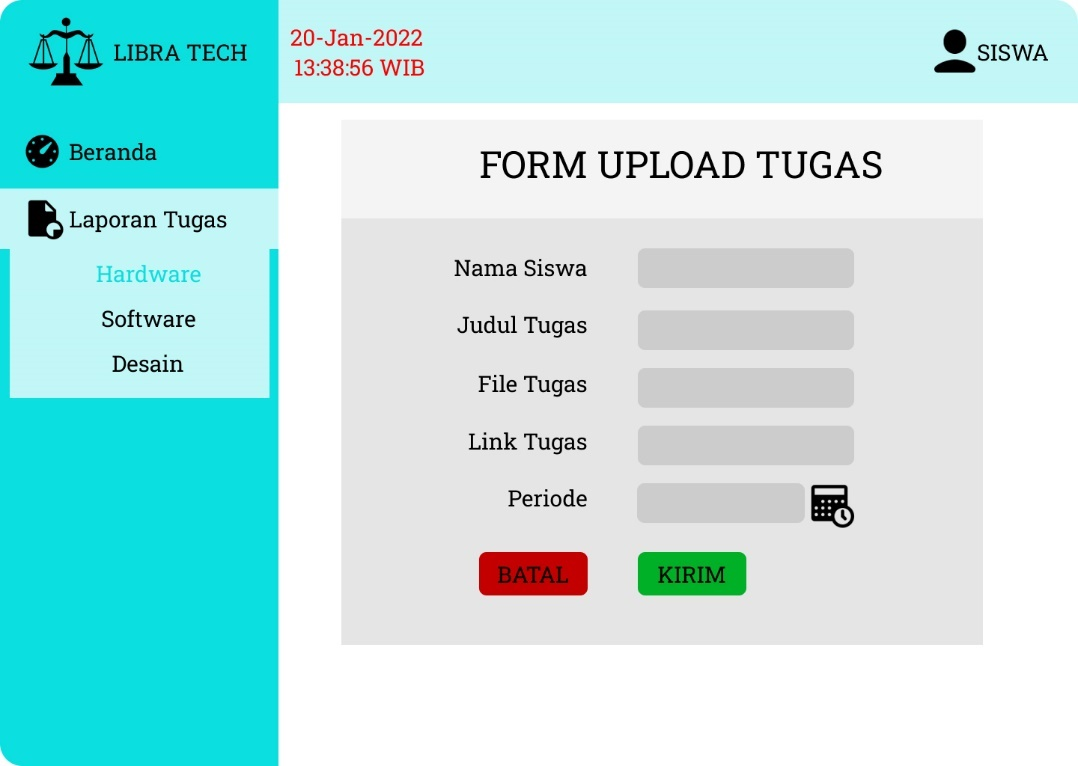 LIBRA TECH
20-Jan-2022
13:38:56 WIB
SISWA
Beranda
Laporan Tugas
Hardware
Software
Desain
FORM UPLOAD TUGAS
Nama Siswa
Judul Tugas
File Tugas
Link Tugas
Periode
BATAL
KIRIM